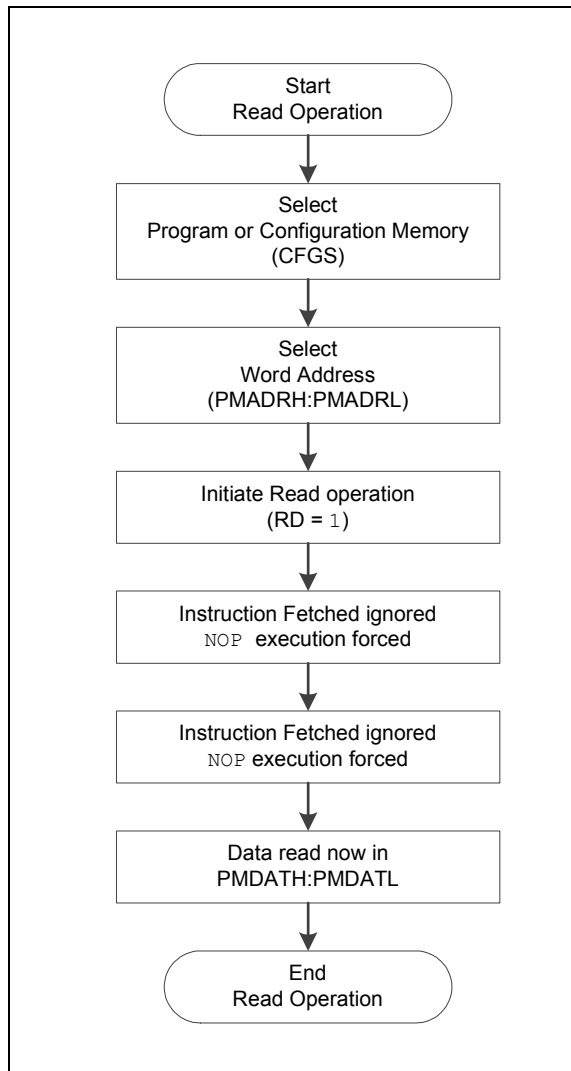 Start
Read Operation
Select
Program or Configuration Memory
(CFGS)
Select
Word Address
(PMADRH:PMADRL)
Initiate Read operation
(RD = 1)
Instruction Fetched ignored
NOP execution forced
Instruction Fetched ignored
NOP execution forced
Data read now in
PMDATH:PMDATL
End
Read Operation